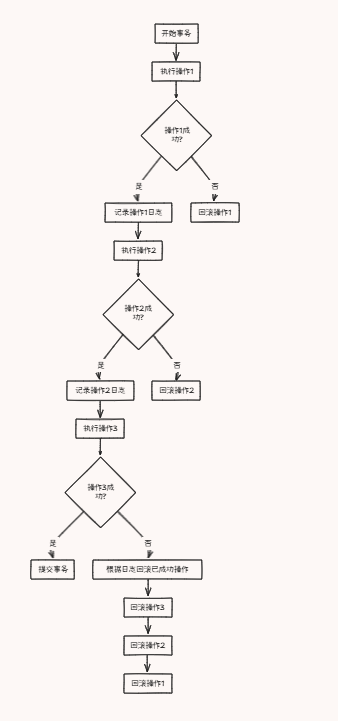 开始事务
执行操作1
操作1成
功?
是
否
记录操作1日志
回滚操作1
执行操作2
操作2成
功?
是
否
记录操作2日志
回滚操作2
执行操作3
操作3成
功?
是
否
提交事务
根据日志回滚已成功操作
回滚操作3
回滚操作2
回滚操作1